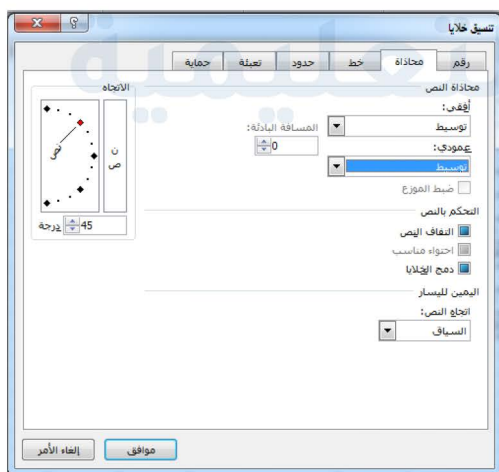 تنسيق خلايا
رقم محاذاة خط حدود تعبئة حماية
محاذاة النص
أفقي:
توسيط
المسافة البادئة:
0
عمودي:
توسيط
ضبط الموزع
التحكم بالنص
التفاف النص
احتواء مناسب
دمج الخلايا
اليمين لليسار
اتجاه النص:
السياق
الاتجاه
ن
ص
نص
45 درجة
موافق
إلغاء الأمر